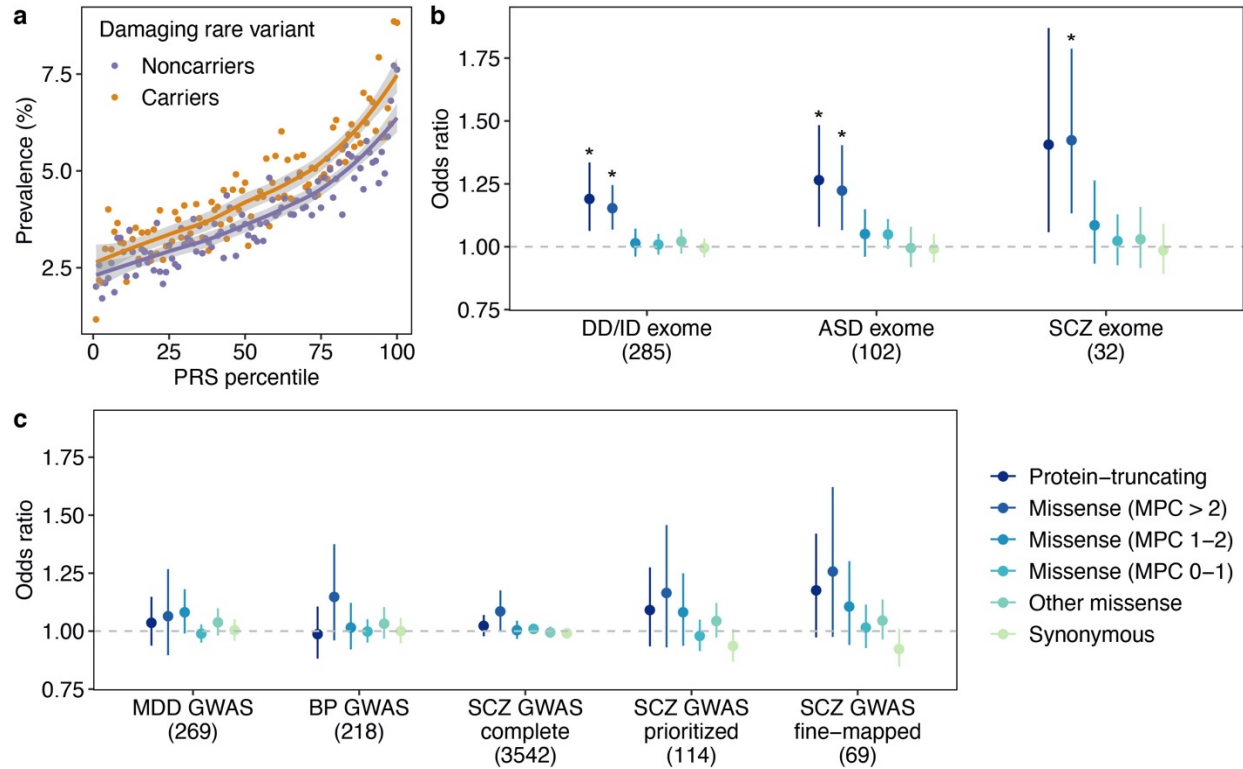 a
Damaging rare variant
Noncarriers
Carriers
Prevalence (%)
7.5
5.0
2.5
0 25 50 75 100
PRS percentile
b
Odds ratio
1.75
1.50
1.25
1.00
0.75
* * * * *
DD/ID exome
(285)
ASD exome
(102)
SCZ exome
(32)
c
Odds ratio
1.75
1.50
1.25
1.00
0.75
MDD GWAS
(269)
BP GWAS
(218)
SCZ GWAS
complete
(3542)
SCZ GWAS
prioritized
(114)
SCZ GWAS
fine−mapped
(69)
Protein−truncating
Missense (MPC > 2)
Missense (MPC 1−2)
Missense (MPC 0−1)
Other missense
Synonymous